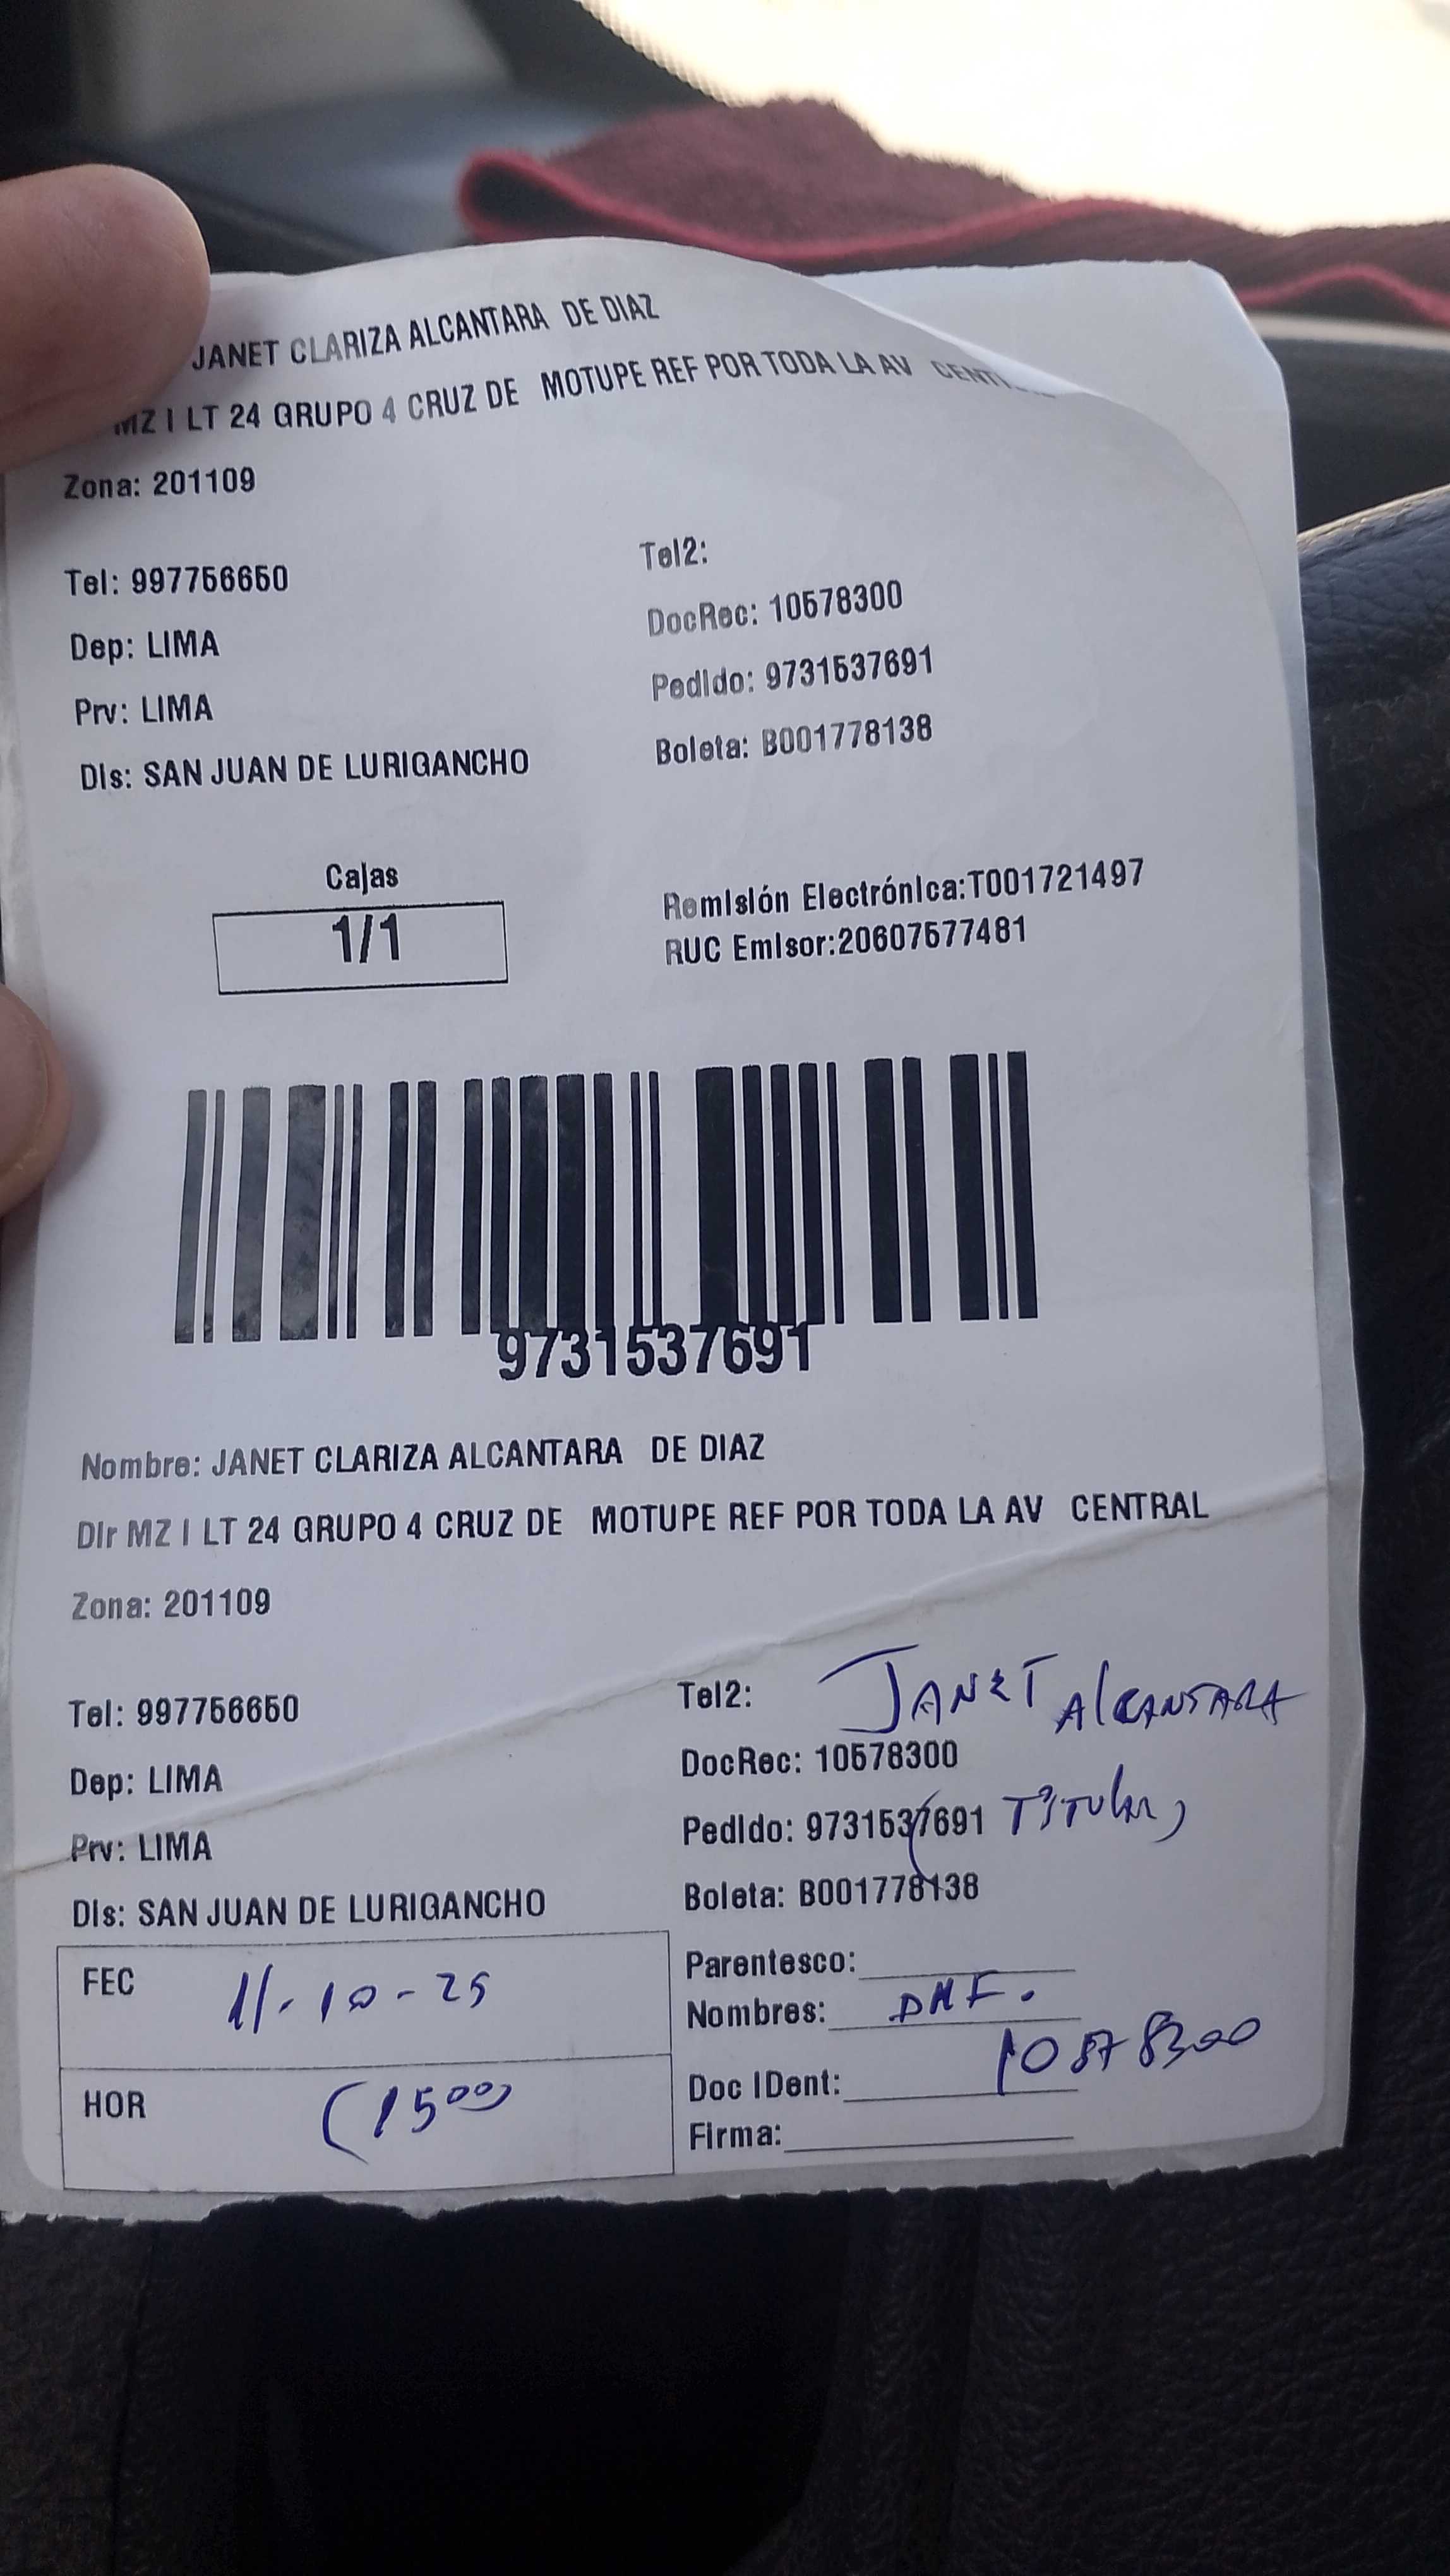 JANET CLARIZA ALCANTARA DE DIAZ
MZ I LT 24 GRUPO 4 CRUZ DE MOTUPE REF POR TODA LA AV
Zona: 201109
Tel: 997756650
Tel2:
Dep: LIMA
DocRec: 10578300
Prv: LIMA
Pedido: 9731537691
Dis: SAN JUAN DE LURIGANCHO
Boleta: B001778138
Cajas
1/1
Remisión Electrónica:T001721497
RUC Emisor:20607577481
9731537691
Nombre: JANET CLARIZA ALCANTARA DE DIAZ
Dir MZ I LT 24 GRUPO 4 CRUZ DE MOTUPE REF POR TODA LA AV CENTRAL
Zona: 201109
Tel: 997756650
Tel2: JANET AlCANTARA
Dep: LIMA
DocRec: 10578300
Prv: LIMA
Pedido: 9731537691 TITULAR
Dis: SAN JUAN DE LURIGANCHO
Boleta: B001778138
FEC 11-10-25
Parentesco:
Nombres:
HOR (15 00)
Doc IDent:
Firma: